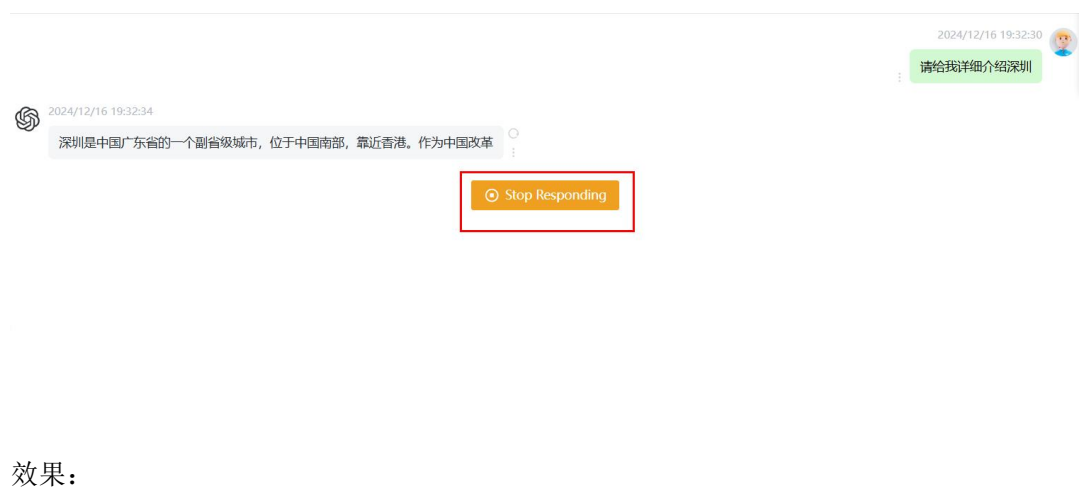 2024/12/16 19:32:30
请给我详细介绍深圳
2024/12/16 19:32:34
深圳是中国广东省的一个副省级城市，位于中国南部，靠近香港。作为中国改革
Stop Responding
效果：